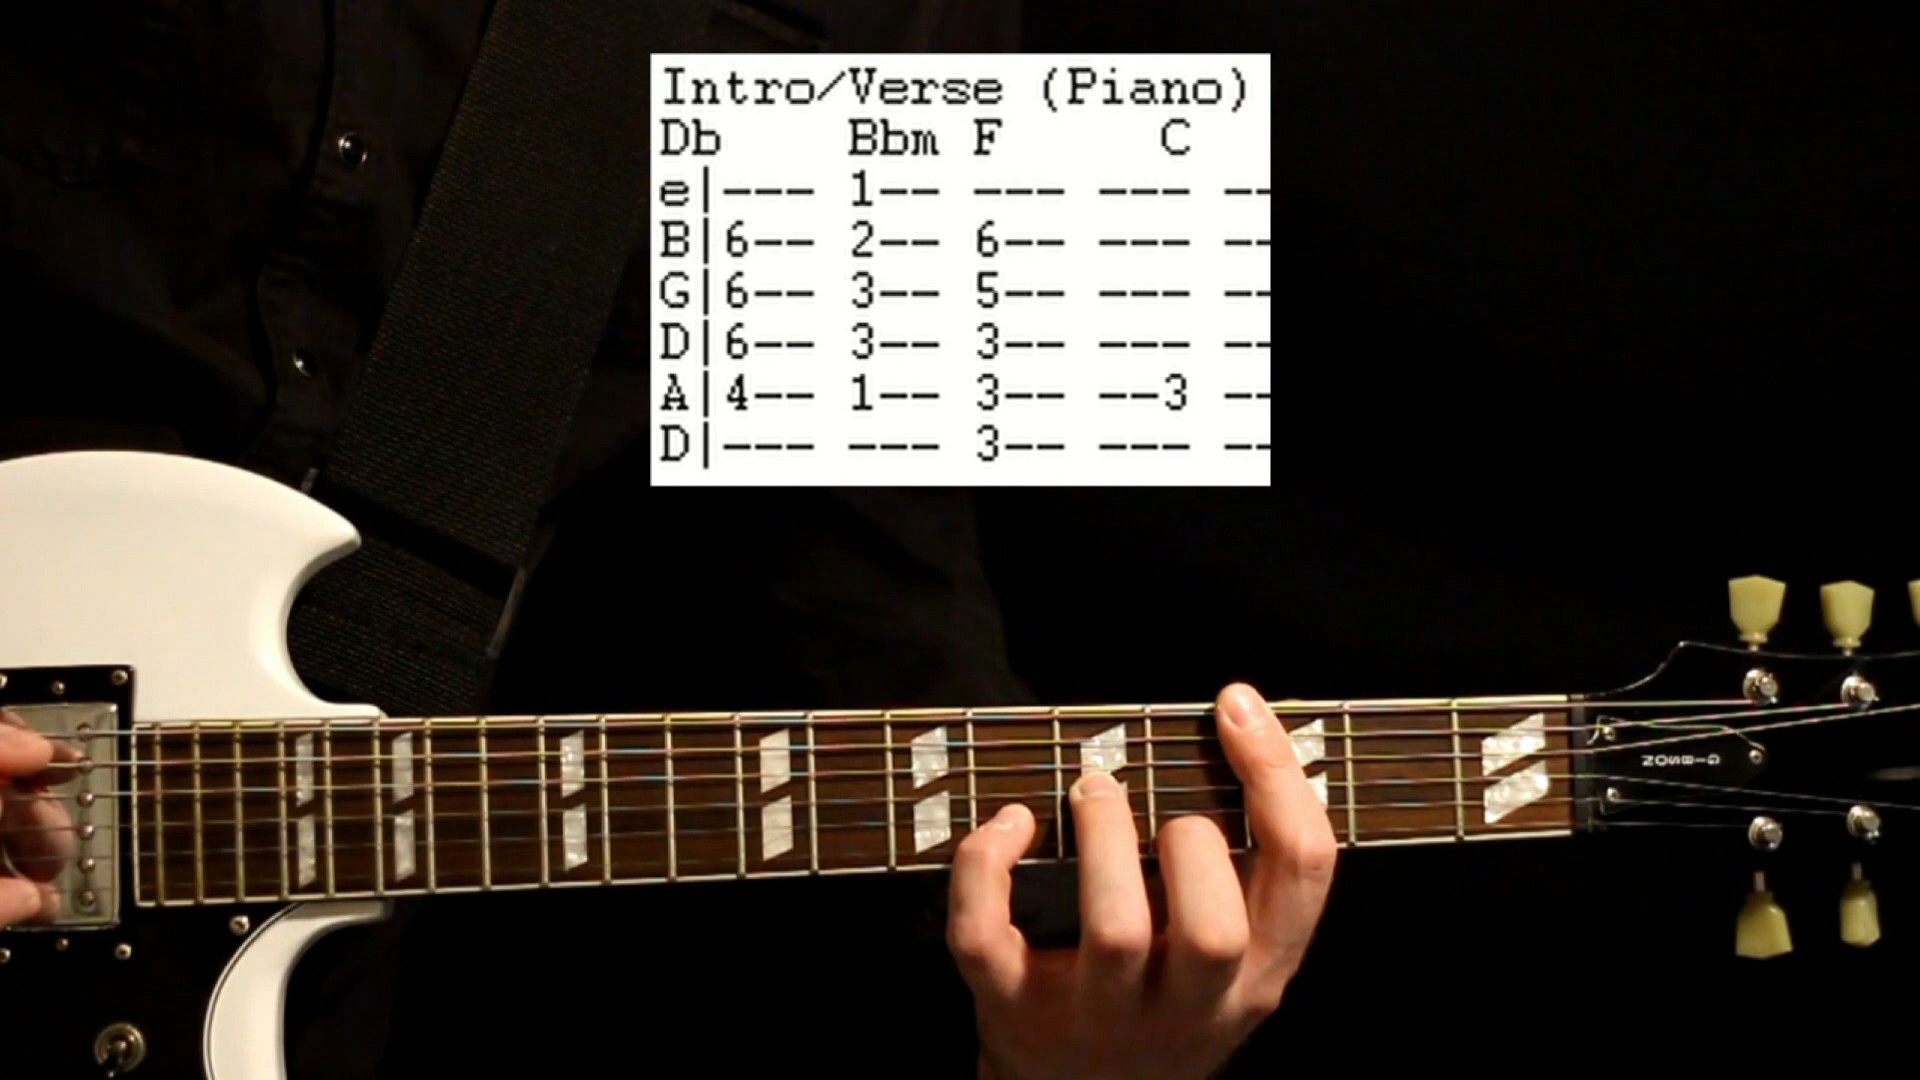 Intro/Verse (Piano)
Db Bbm F C
e|--- 1-- --- --- --
B|6-- 2-- 6-- --- --
G|6-- 3-- 5-- --- --
D|6-- 3-- 3-- --- --
A|4-- 1-- 3-- --3 --
D|--- --- 3-- --- --
GIBSON